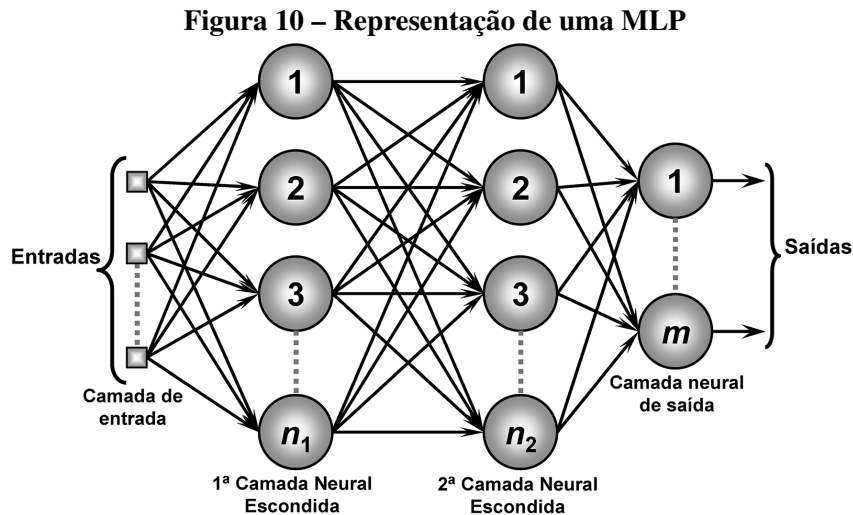 Figura 10 – Representação de uma MLP
1
2
3
n1
1
2
3
n2
1
m
Entradas
Saídas
Camada de
entrada
1ª Camada Neural
Escondida
2ª Camada Neural
Escondida
Camada neural
de saída